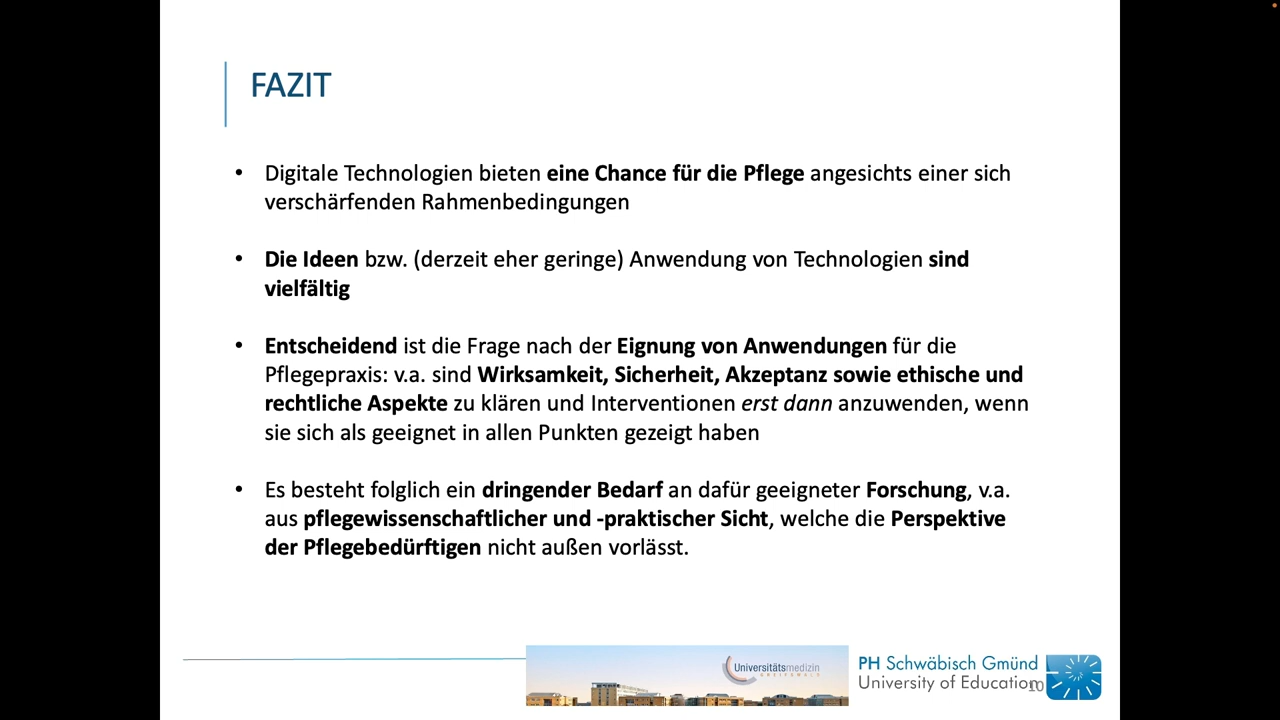 FAZIT
• Digitale Technologien bieten eine Chance für die Pflege angesichts einer sich
verschärfenden Rahmenbedingungen
• Die Ideen bzw. (derzeit eher geringe) Anwendung von Technologien sind
vielfältig
• Entscheidend ist die Frage nach der Eignung von Anwendungen für die
Pflegepraxis: v.a. sind Wirksamkeit, Sicherheit, Akzeptanz sowie ethische und
rechtliche Aspekte zu klären und Interventionen erst dann anzuwenden, wenn
sie sich als geeignet in allen Punkten gezeigt haben
• Es besteht folglich ein dringender Bedarf an dafür geeigneter Forschung, v.a.
aus pflegewissenschaftlicher und -praktischer Sicht, welche die Perspektive
der Pflegebedürftigen nicht außen vorlässt.
Universitätsmedizin
GREIFSWALD
PH Schwäbisch Gmünd
University of Education
10